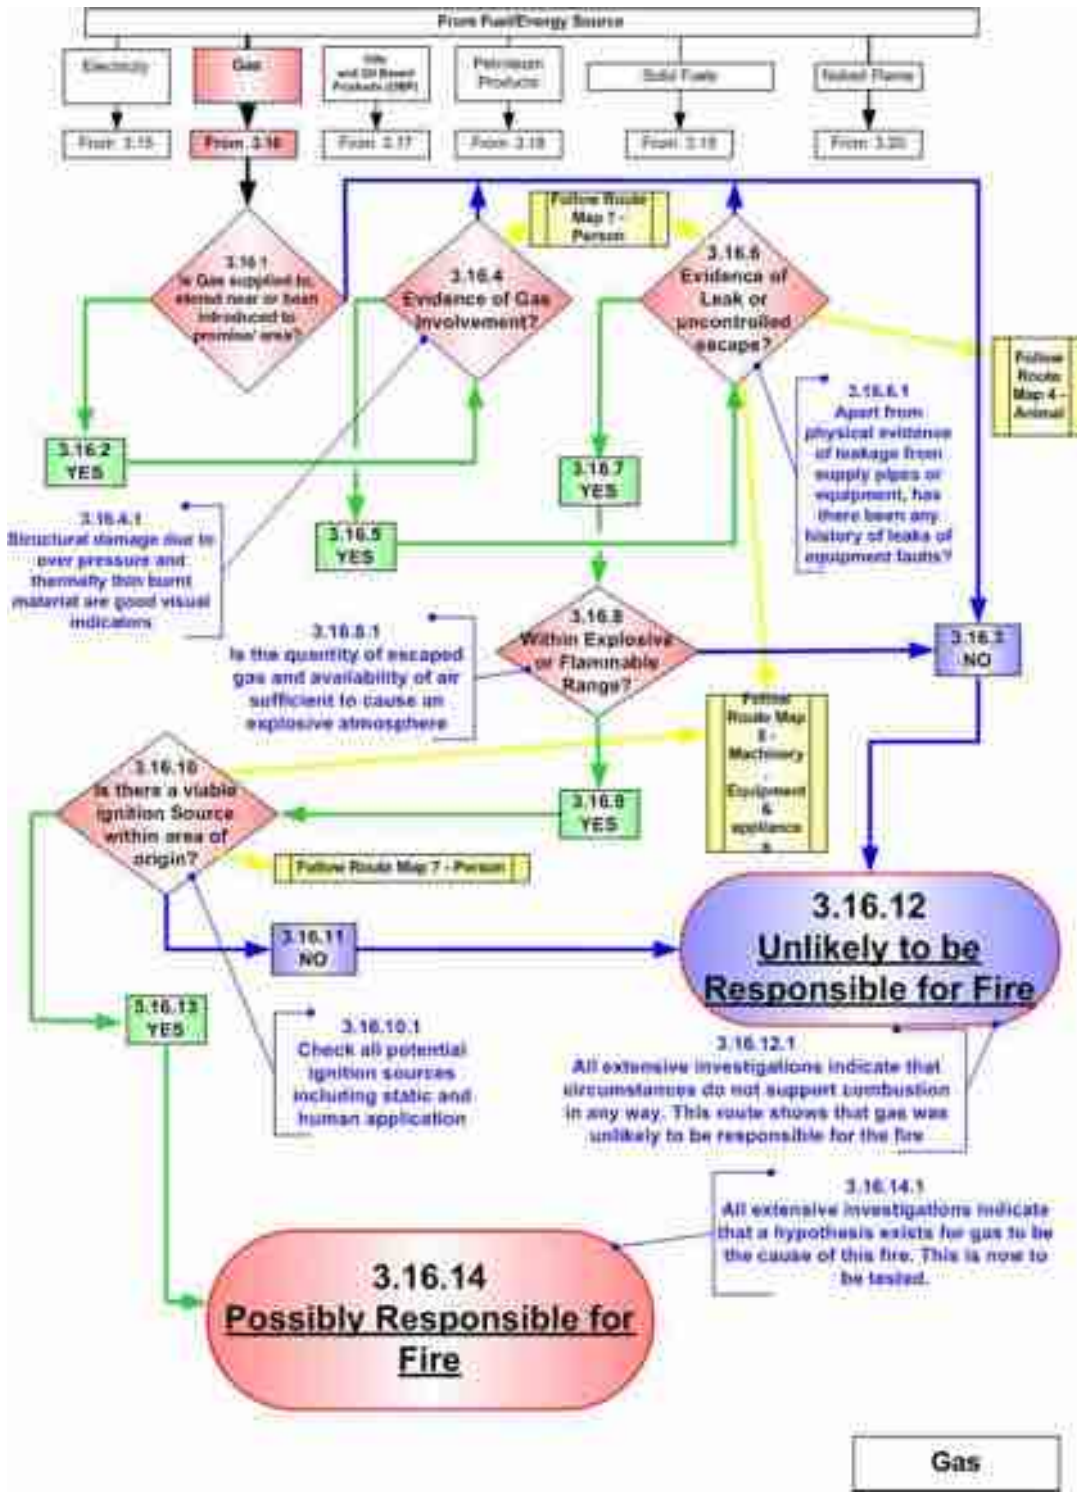 From Fuel/Energy Source
Electricity
Gas
Oils
and Oil Based
Products (OBP)
Petroleum
Products
Solid Fuels
Naked Flame
From 3.15
From 3.16
From 3.17
From 3.18
From 3.19
From 3.20
Follow Route
Map 7 -
Person
3.16.1
Is Gas supplied to,
stored near or been
introduced to
premise' area?
3.16.4
Evidence of Gas
Involvement?
3.16.6
Evidence of
Leak or
uncontrolled
escape?
Follow
Route
Map 4 -
Animal
3.16.2
YES
3.16.5
YES
3.16.7
YES
3.16.6.1
Apart from
physical evidence
of leakage from
supply pipes or
equipment, has
there been any
history of leaks of
equipment faults?
3.16.4.1
Structural damage due to
over pressure and
thermally thin burnt
material are good visual
indicators
3.16.8.1
Is the quantity of escaped
gas and availability of air
sufficient to cause an
explosive atmosphere
3.16.8
Within Explosive
or Flammable
Range?
3.16.3
NO
Follow
Route Map
- Machinery
Equipment
&
appliance
s
3.16.10
Is there a viable
ignition Source
within area of
origin?
3.16.9
YES
Follow Route Map 7 - Person
3.16.11
NO
3.16.12
Unlikely to be
Responsible for Fire
3.16.13
YES
3.16.10.1
Check all potential
ignition sources
including static and
human application
3.16.12.1
All extensive investigations indicate that
circumstances do not support combustion
in any way. This route shows that gas was
unlikely to be responsible for the fire
3.16.14.1
All extensive investigations indicate
that a hypothesis exists for gas to be
the cause of this fire. This is now to
be tested.
3.16.14
Possibly Responsible for
Fire
Gas